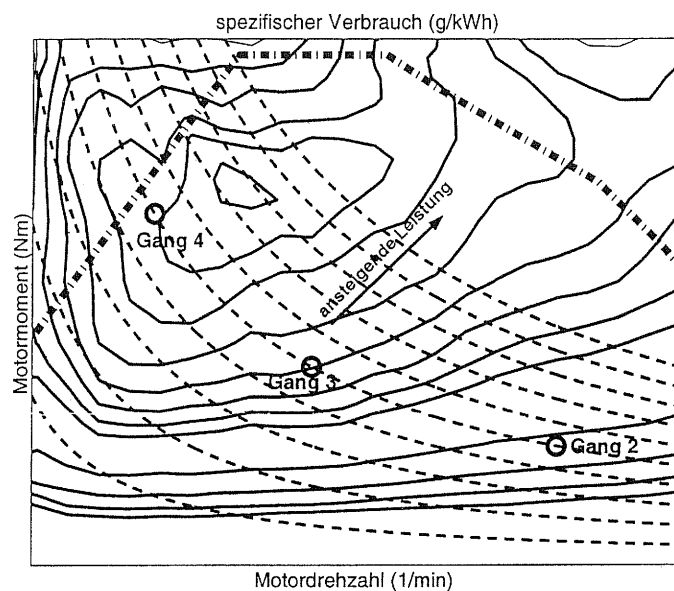 spezifischer Verbrauch (g/kWh)
Motormoment (Nm)
Gang 4
ansteigende Leistung
Gang 3
Gang 2
Motordrehzahl (1/min)